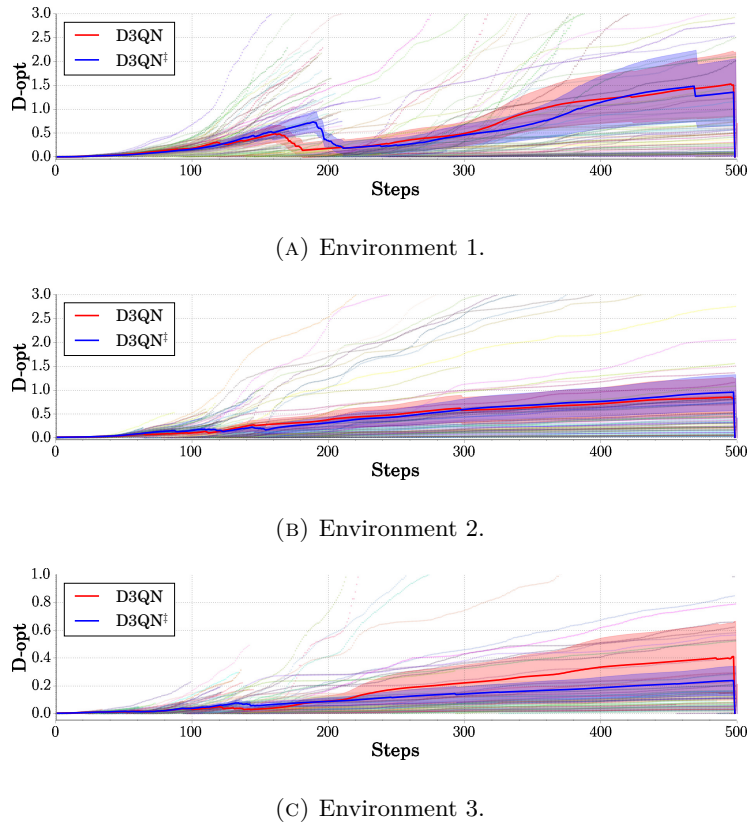 3.0
2.5
2.0
1.5
1.0
0.5
0.0
D-opt
D3QN
D3QN‡
0 100 200 300 400 500
Steps
(A) Environment 1.
3.0
2.5
2.0
1.5
1.0
0.5
0.0
D-opt
D3QN
D3QN‡
0 100 200 300 400 500
Steps
(B) Environment 2.
1.0
0.8
0.6
0.4
0.2
0.0
D-opt
D3QN
D3QN‡
0 100 200 300 400 500
Steps
(C) Environment 3.